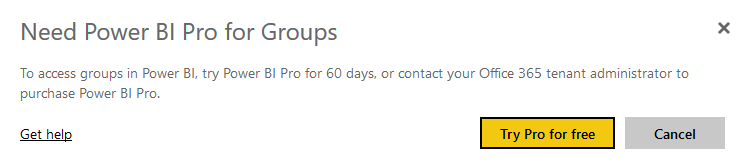 Need Power BI Pro for Groups
To access groups in Power BI, try Power BI Pro for 60 days, or contact your Office 365 tenant administrator to
purchase Power BI Pro.
Get help
Try Pro for free
Cancel